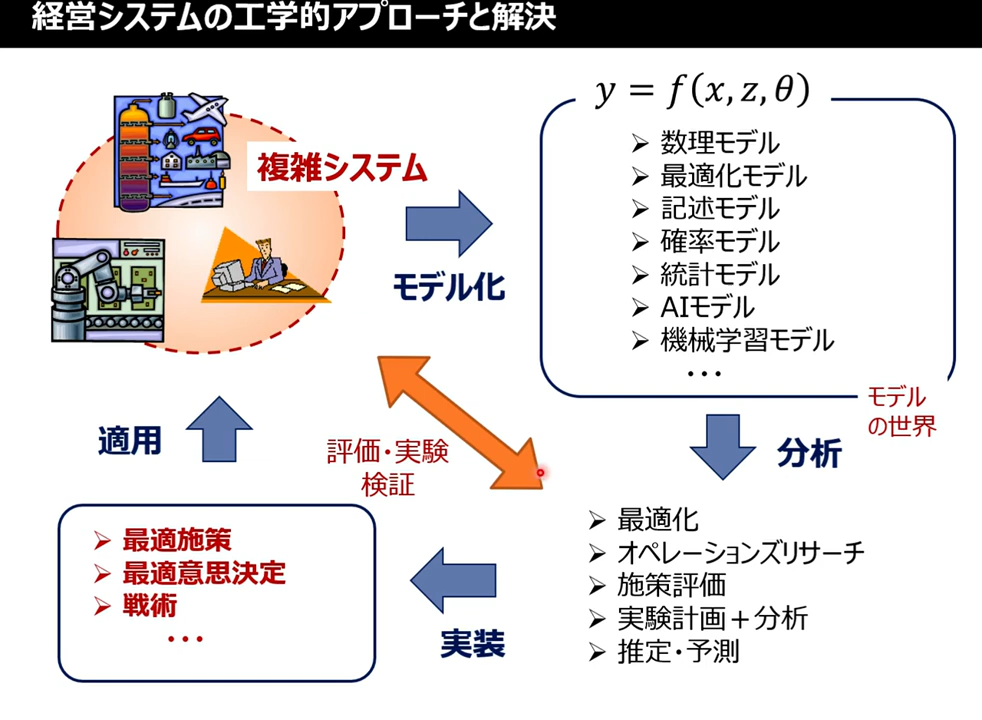 経営システムの工学的アプローチと解決
複雑システム
モデル化
y = f(x, z, θ)
➢ 数理モデル
➢ 最適化モデル
➢ 記述モデル
➢ 確率モデル
➢ 統計モデル
➢ AIモデル
➢ 機械学習モデル
・・・
モデル
の世界
分析
➢ 最適化
➢ オペレーションズリサーチ
➢ 施策評価
➢ 実験計画＋分析
➢ 推定・予測
評価・実験
検証
実装
➢ 最適施策
➢ 最適意思決定
➢ 戦術
・・・
適用